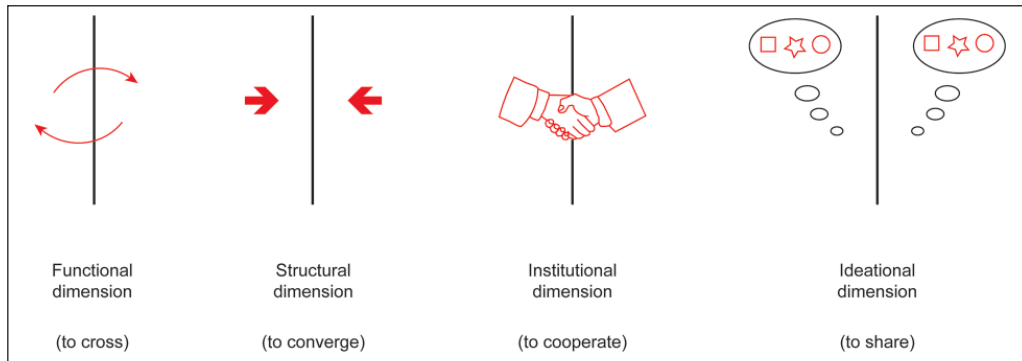 Functional
dimension
(to cross)
Structural
dimension
(to converge)
Institutional
dimension
(to cooperate)
Ideational
dimension
(to share)